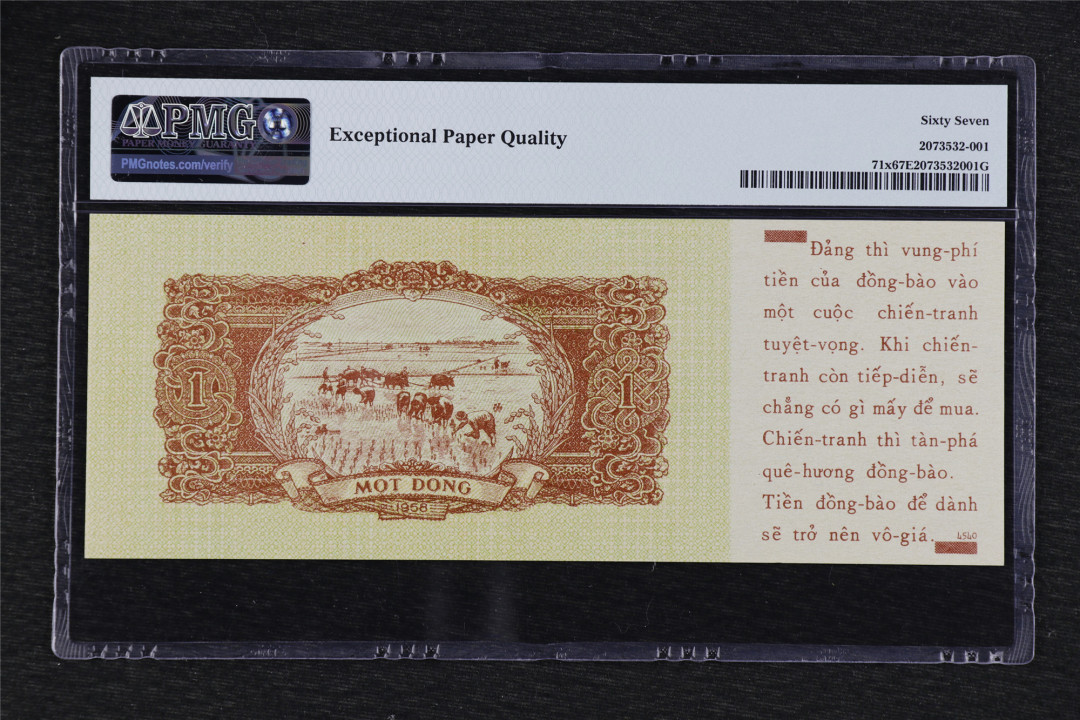 PMG
PAPER MONEY GUARANTY
PMGnotes.com/verify
Exceptional Paper Quality
Sixty Seven
2073532-001
71x67E2073532001G
1
1
MOT DONG
1958
Đảng thì vung-phí
tiền của đồng-bào vào
một cuộc chiến-tranh
tuyệt-vọng. Khi chiến-
tranh còn tiếp-diễn, sẽ
chẳng có gì mấy để mua.
Chiến-tranh thì tàn-phá
quê-hương đồng-bào.
Tiền đồng-bào để dành
sẽ trở nên vô-giá.
4540